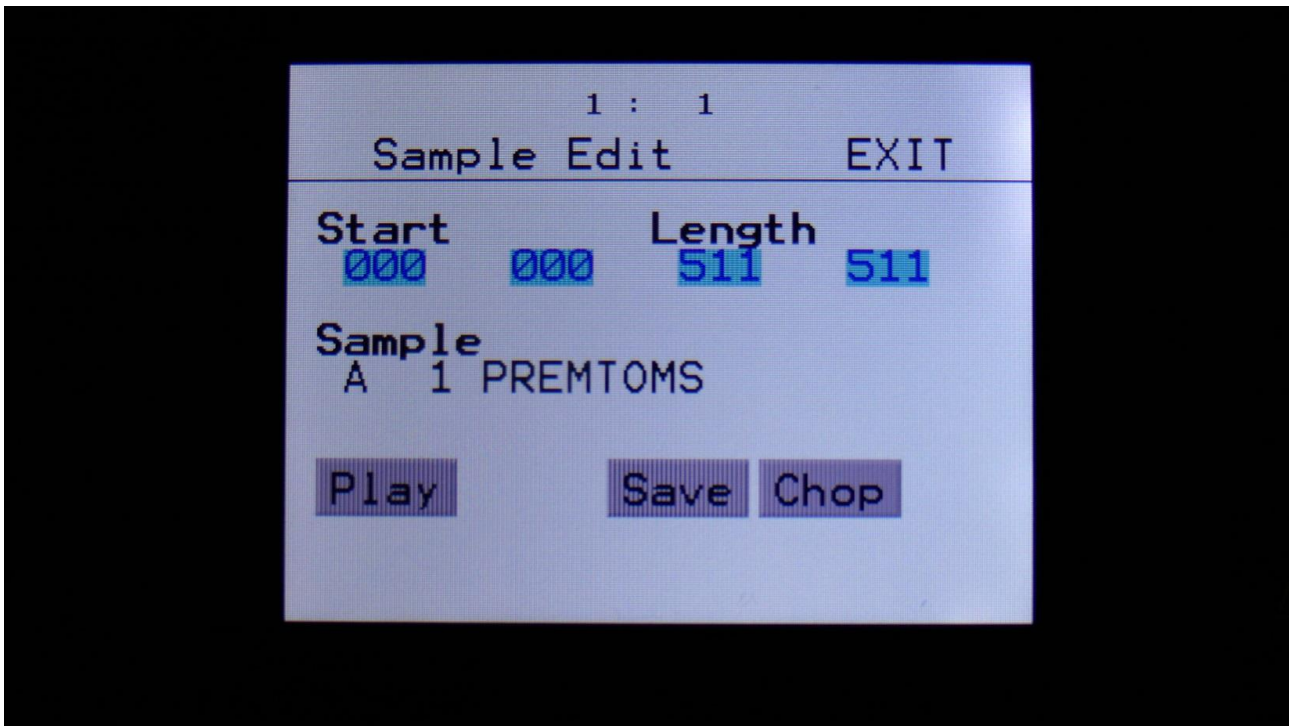 1 : 1
Sample Edit EXIT
Start Length
000 000 511 511
Sample
A 1 PREMTOMS
Play Save Chop